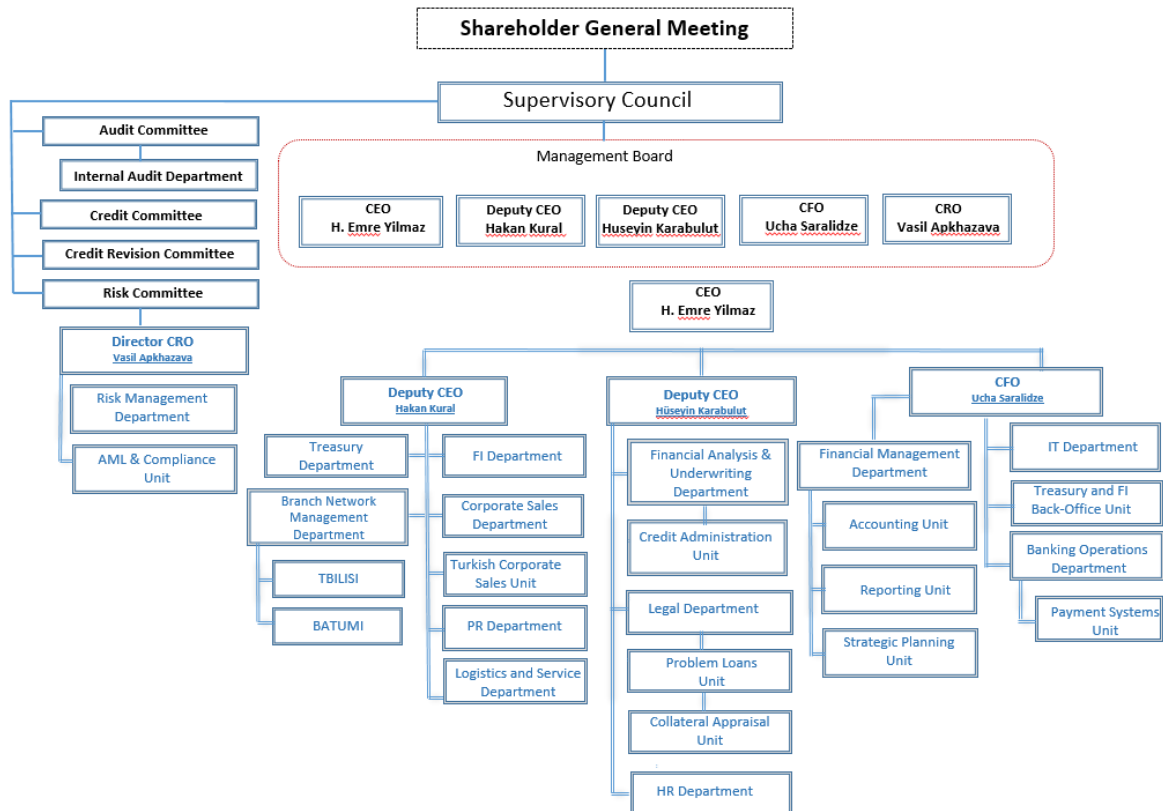 Shareholder General Meeting
Supervisory Council
Audit Committee
Internal Audit Department
Credit Committee
Credit Revision Committee
Risk Committee
Management Board
CEO
H. Emre Yilmaz
Deputy CEO
Hakan Kural
Deputy CEO
Huseyin Karabulut
CFO
Ucha Saralidze
CRO
Vasil Apkhazava
CEO
H. Emre Yilmaz
Director CRO
Vasil Apkhazava
Risk Management
Department
AML & Compliance
Unit
Deputy CEO
Hakan Kural
Treasury
Department
FI Department
Branch Network
Management
Department
Corporate Sales
Department
TBILISI
Turkish Corporate
Sales Unit
BATUMI
PR Department
Logistics and Service
Department
Deputy CEO
Hüseyin Karabulut
Financial Analysis &
Underwriting
Department
Credit Administration
Unit
Legal Department
Problem Loans
Unit
Collateral Appraisal
Unit
HR Department
CFO
Ucha Saralidze
Financial Management
Department
Accounting Unit
Reporting Unit
Strategic Planning
Unit
IT Department
Treasury and FI
Back-Office Unit
Banking Operations
Department
Payment Systems
Unit